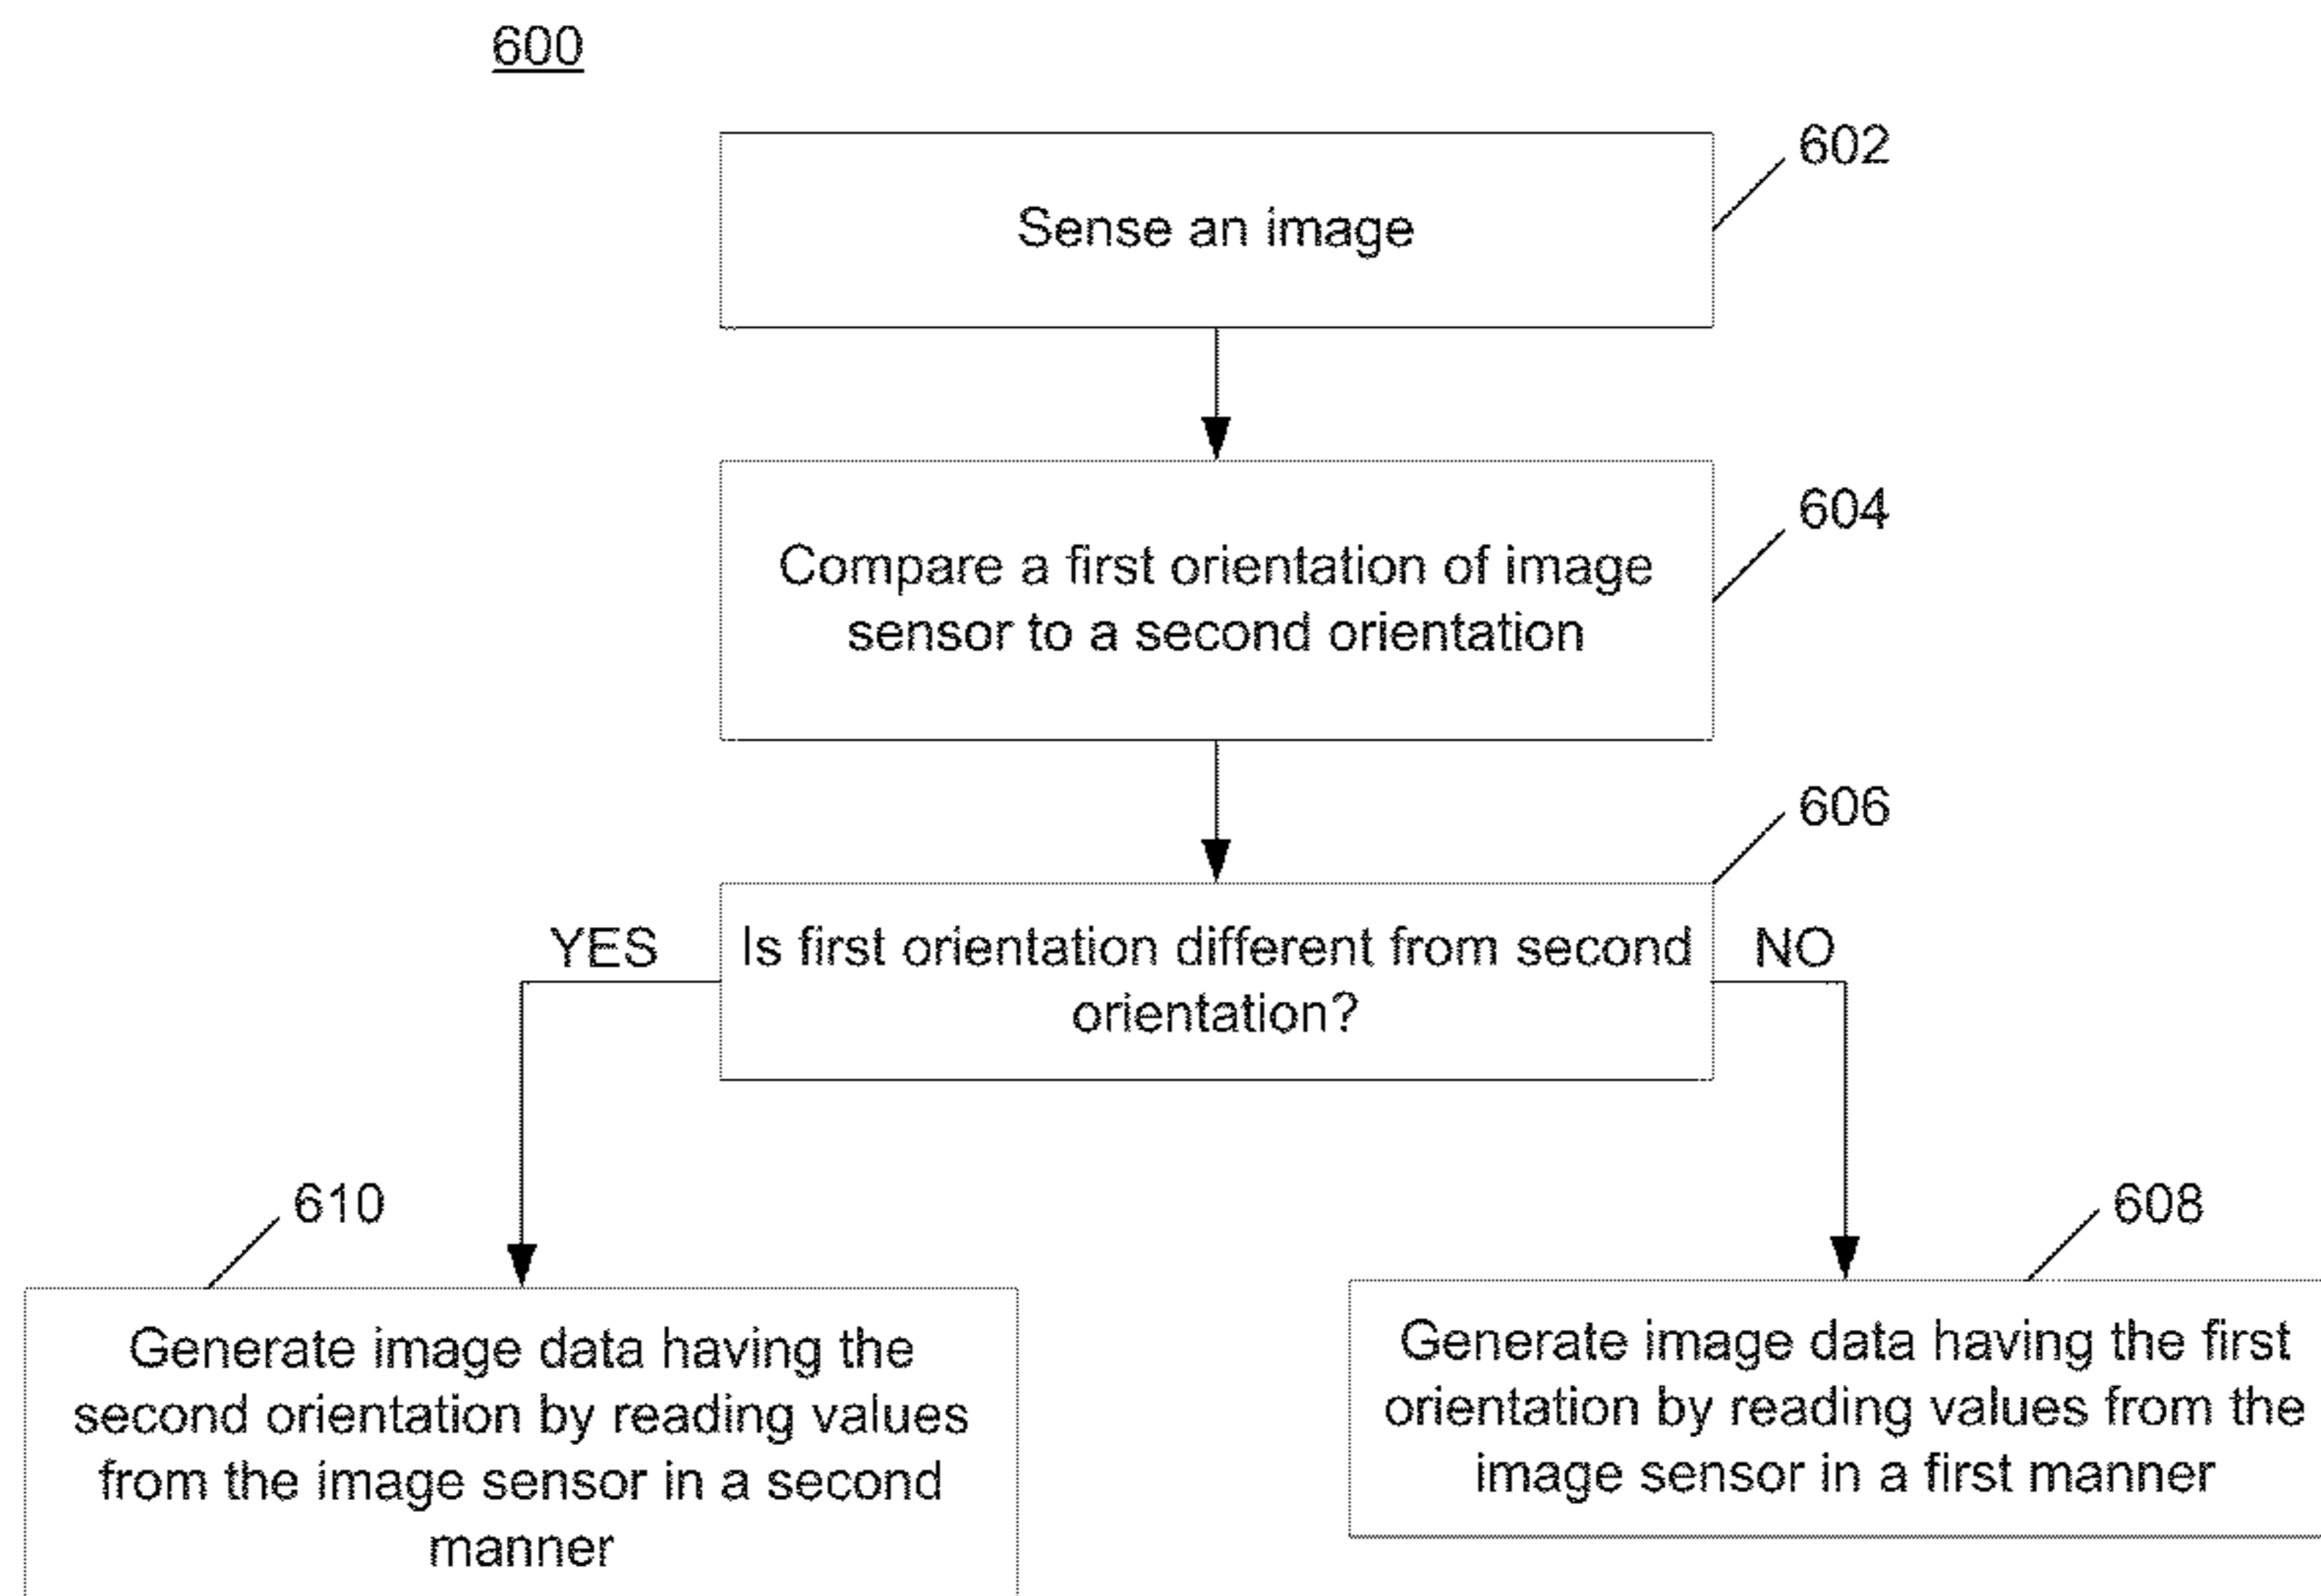 600
602
Sense an image
604
Compare a first orientation of image
sensor to a second orientation
606
YES
Is first orientation different from second
orientation?
NO
610
608
Generate image data having the
second orientation by reading values
from the image sensor in a second
manner
Generate image data having the first
orientation by reading values from the
image sensor in a first manner